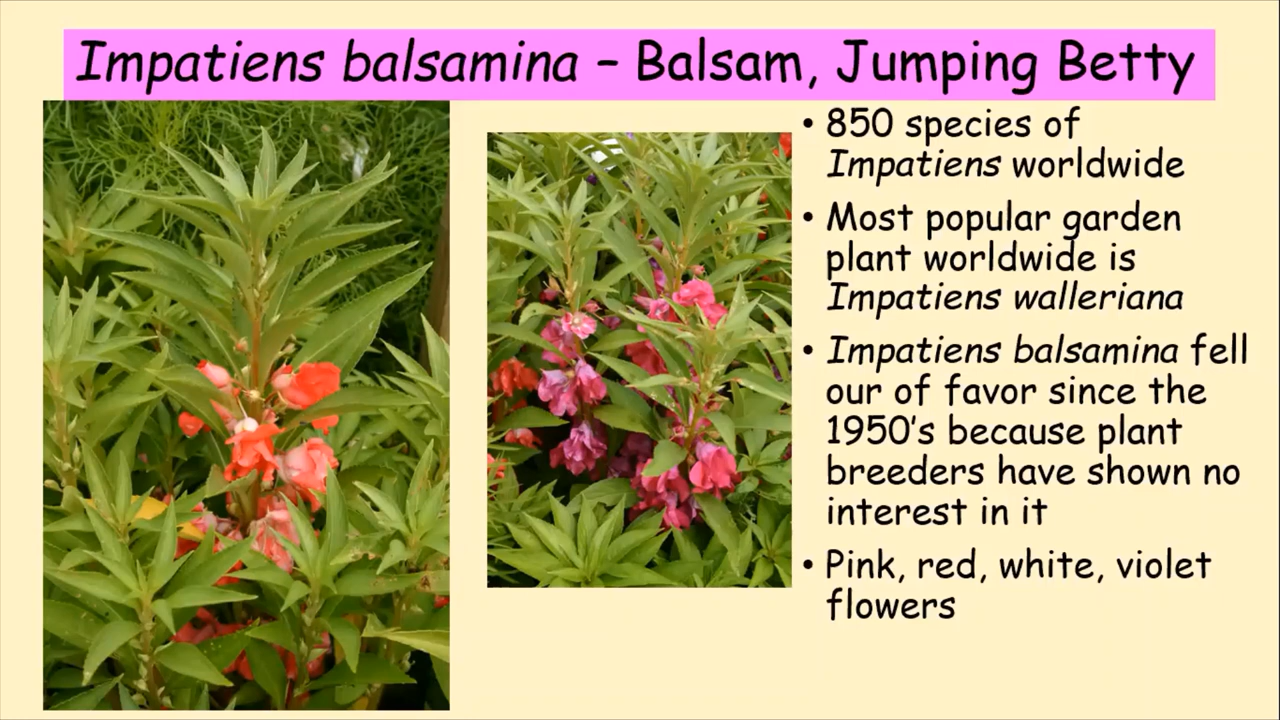 Impatiens balsamina – Balsam, Jumping Betty
• 850 species of
Impatiens worldwide
• Most popular garden
plant worldwide is
Impatiens walleriana
• Impatiens balsamina fell
our of favor since the
1950's because plant
breeders have shown no
interest in it
• Pink, red, white, violet
flowers